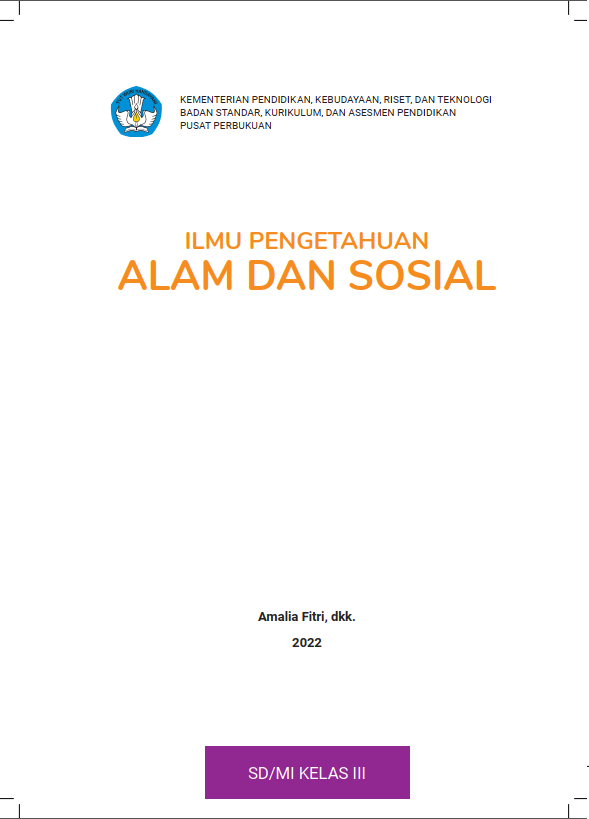 KEMENTERIAN PENDIDIKAN, KEBUDAYAAN, RISET, DAN TEKNOLOGI
BADAN STANDAR, KURIKULUM, DAN ASESMEN PENDIDIKAN
PUSAT PERBUKUAN
ILMU PENGETAHUAN
ALAM DAN SOSIAL
Amalia Fitri, dkk.
2022
SD/MI KELAS III